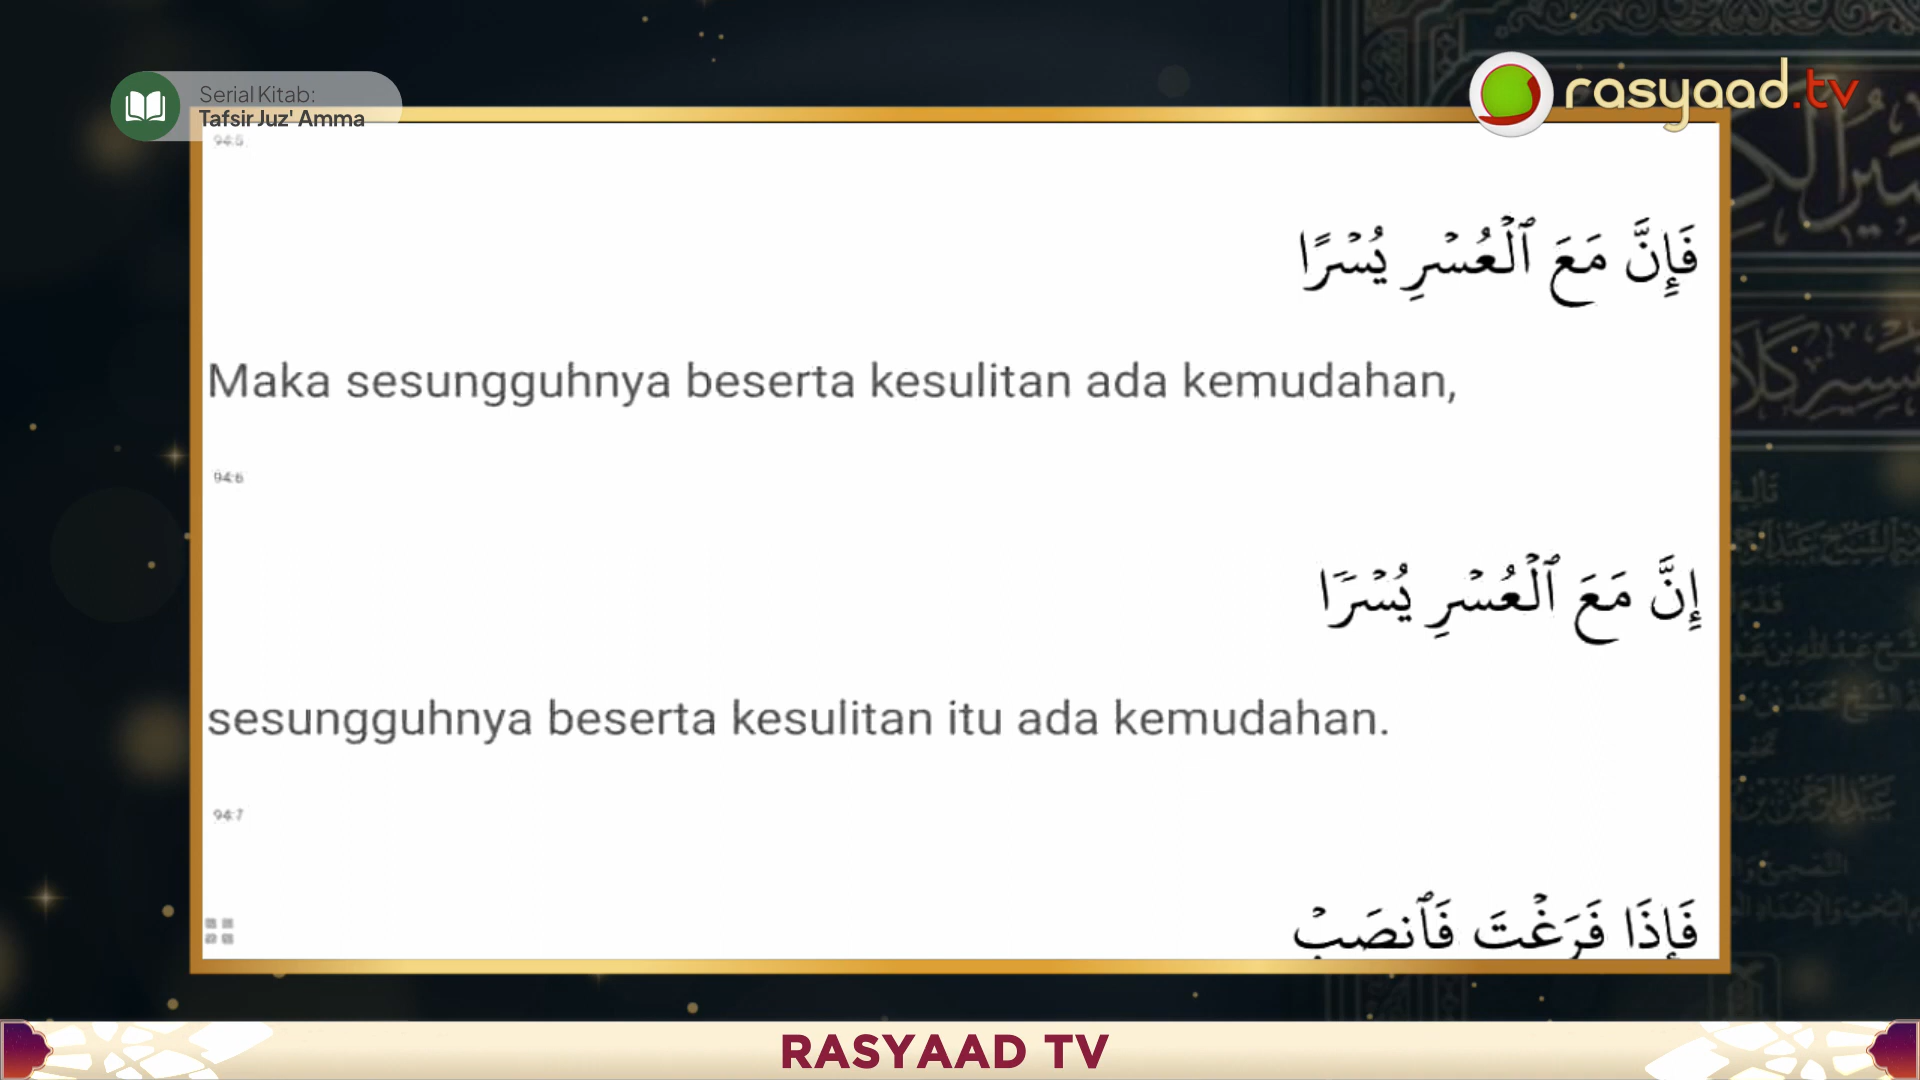 Serial Kitab:
Tafsir Juz' Amma
rasyaad.tv
94:5
فَإِنَّ مَعَ ٱلْعُسْرِ يُسْرًا
Maka sesungguhnya beserta kesulitan ada kemudahan,
94:6
إِنَّ مَعَ ٱلْعُسْرِ يُسْرًا
sesungguhnya beserta kesulitan itu ada kemudahan.
94:7
فَإِذَا فَرَغْتَ فَٱنصَبْ
RASYAAD TV